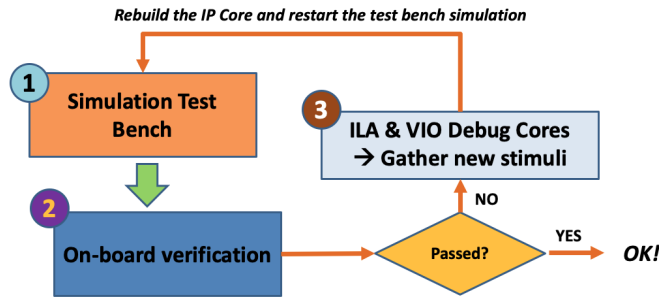 Rebuild the IP Core and restart the test bench simulation
1
Simulation Test
Bench
3
ILA & VIO Debug Cores
→ Gather new stimuli
2
On-board verification
NO
Passed?
YES
OK!